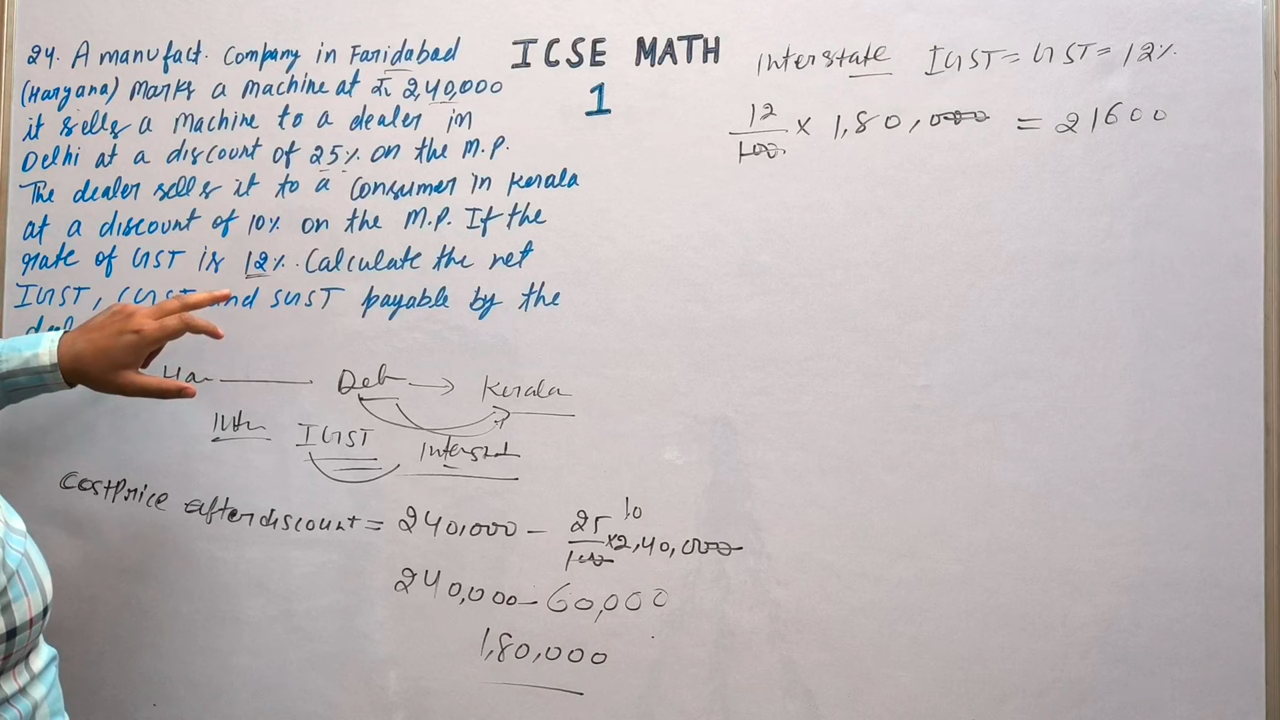 24. A manufact. Company in Faridabad
(Haryana) marks a machine at ₹ 2,40,000
it sells a machine to a dealer in
Delhi at a discount of 25% on the M.P.
The dealer sells it to a consumer in Kerala
at a discount of 10% on the M.P. If the
rate of GST is 12%. Calculate the net
IGST, and SGST payable by the
ICSE MATH
1
Interstate IGST = GST = 12%
12/100 × 1,80,000 = 21600
Del Kerala
IGST
Cost Price after discount = 240,000 - 25/100 × 2,40,000
10
240,000 - 60,000
1,80,000